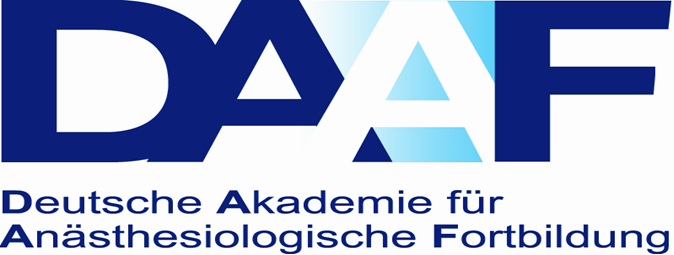 DAAF
Deutsche Akademie für
Anästhesiologische Fortbildung